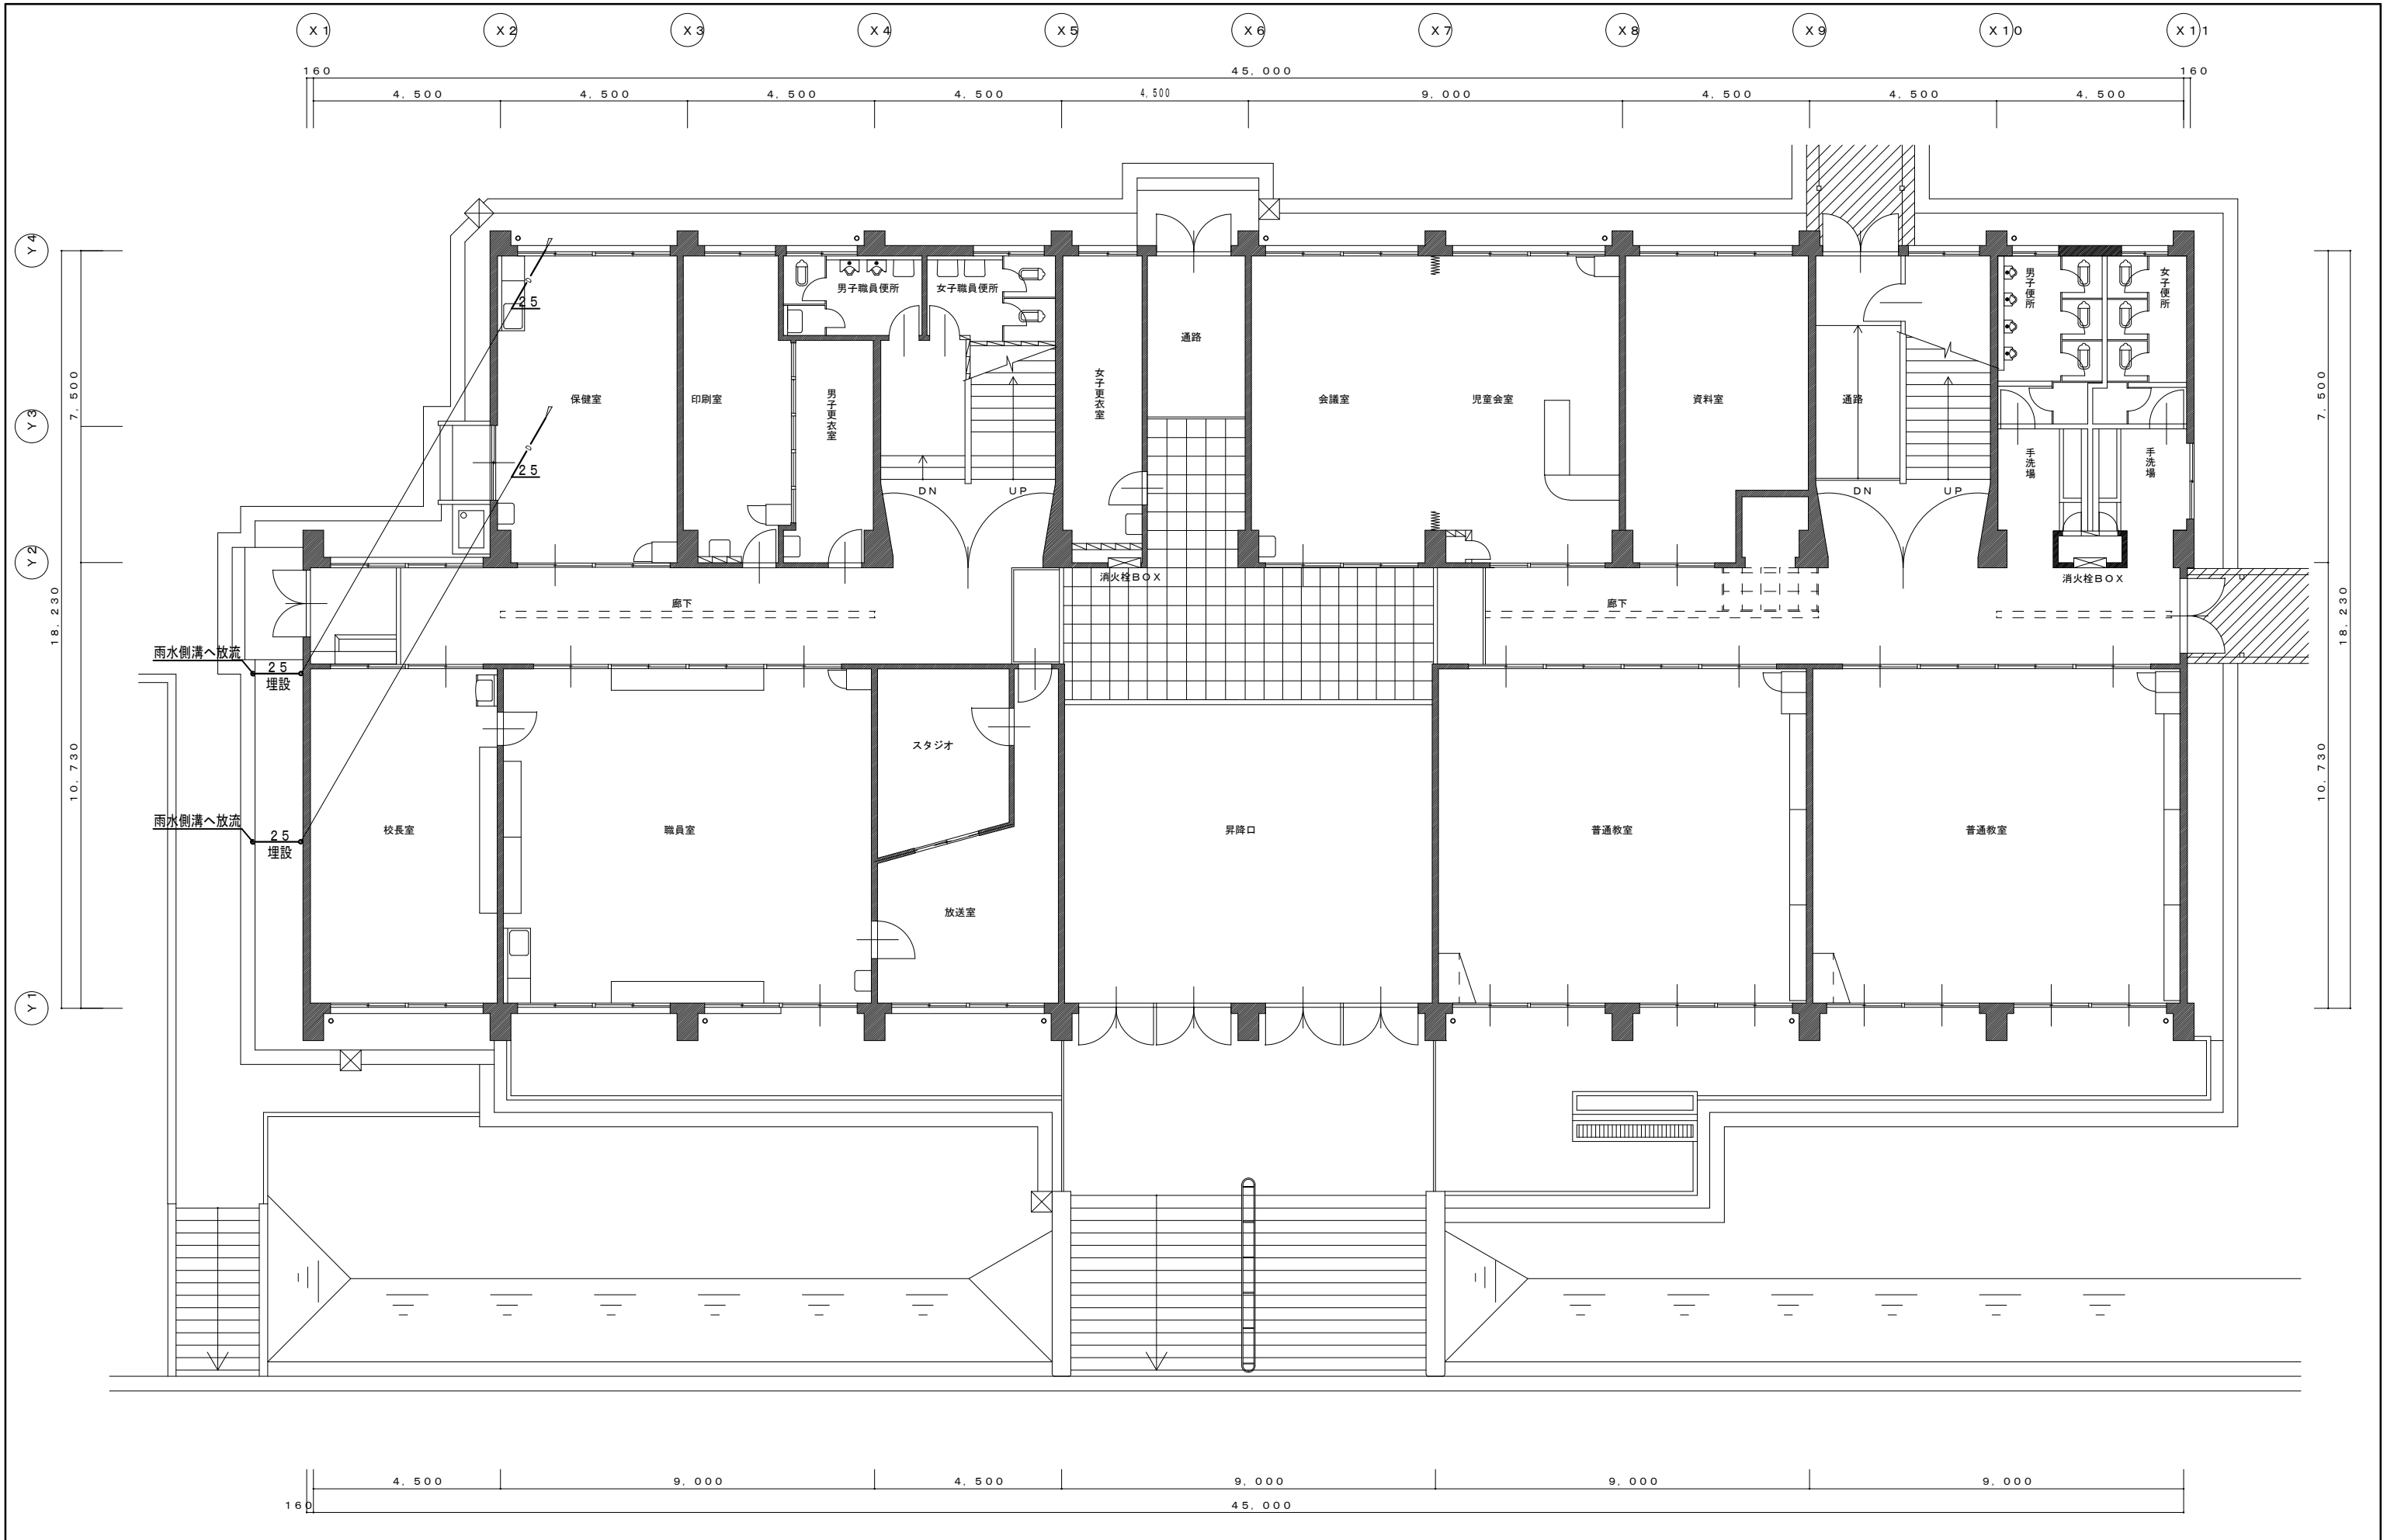 X1
X2
X3
X4
X5
X6
X7
X8
X9
X10
X11
160
45,000
160
4,500
4,500
4,500
4,500
4,500
9,000
4,500
4,500
4,500
Y4
Y3
Y2
Y1
7,500
18,230
10,730
7,500
18,230
10,730
男子職員便所
女子職員便所
男子便所
女子便所
25
通路
保健室
印刷室
男子更衣室
女子更衣室
会議室
児童会室
資料室
通路
手洗場
手洗場
25
DN
UP
DN
UP
消火栓BOX
消火栓BOX
廊下
廊下
雨水側溝へ放流
25
埋設
スタジオ
雨水側溝へ放流
25
埋設
校長室
職員室
昇降口
普通教室
普通教室
放送室
4,500
9,000
4,500
9,000
9,000
9,000
160
45,000